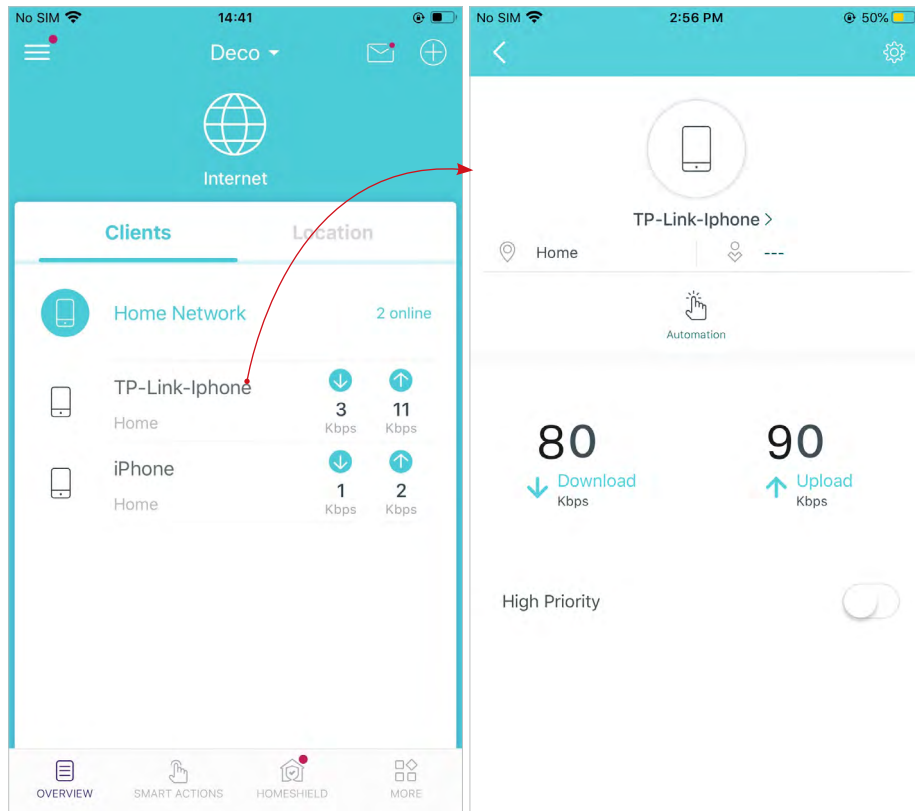 No SIM
14:41
Deco
Internet
Clients
Location
Home Network
2 online
TP-Link-Iphone
Home
3
Kbps
11
Kbps
iPhone
Home
1
Kbps
2
Kbps
OVERVIEW
SMART ACTIONS
HOMESHIELD
MORE
No SIM
2:56 PM
50%
TP-Link-Iphone >
Home
---
Automation
80
Download
Kbps
90
Upload
Kbps
High Priority